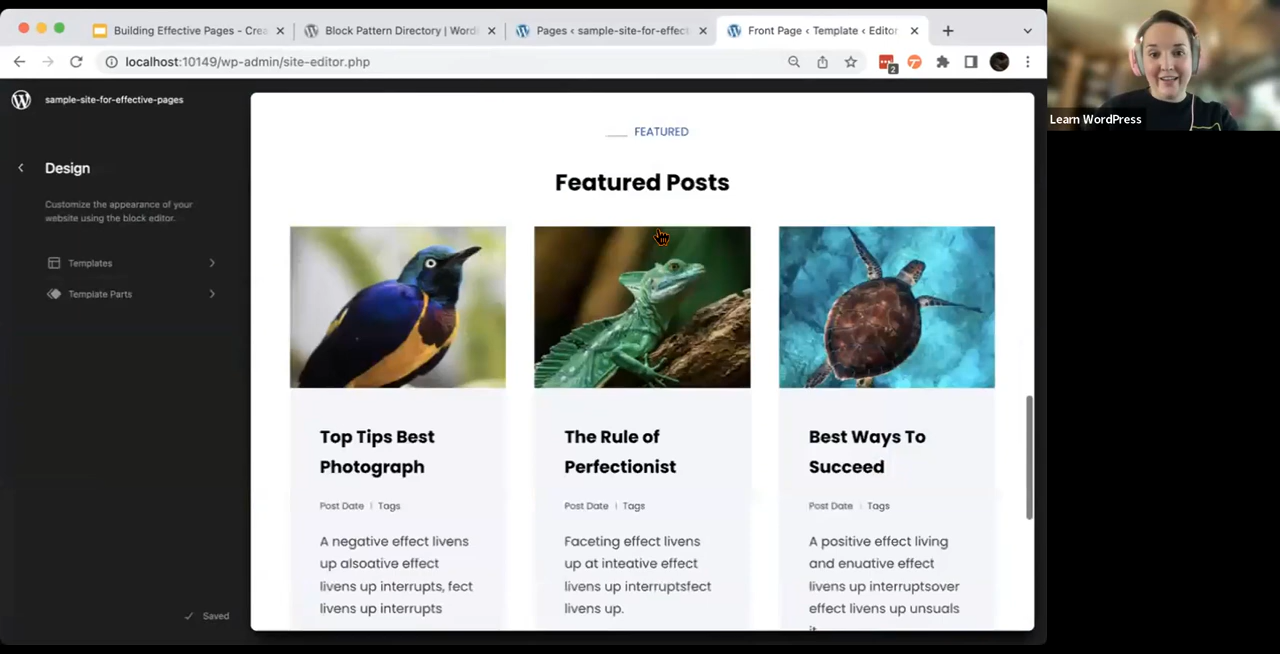 Building Effective Pages - Crea
Block Pattern Directory | Word
Pages ‹ sample-site-for-effect
Front Page ‹ Template ‹ Editor
localhost:10149/wp-admin/site-editor.php
2
Learn WordPress
sample-site-for-effective-pages
Design
Customize the appearance of your
website using the block editor.
Templates
Template Parts
Saved
FEATURED
Featured Posts
Top Tips Best
Photograph
Post Date | Tags
A negative effect livens
up alsoative effect
livens up interrupts, fect
livens up interrupts
The Rule of
Perfectionist
Post Date | Tags
Faceting effect livens
up at inteative effect
livens up interruptsfect
livens up.
Best Ways To
Succeed
Post Date | Tags
A positive effect living
and enuative effect
livens up interruptsover
effect livens up unsuals